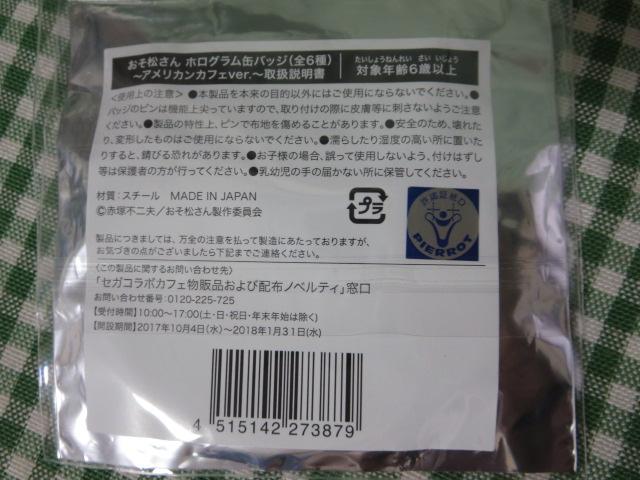 おそ松さん ホログラム缶バッジ(全6種)
~アメリカンカフェver.~取扱説明書
たいしょうねんれい さい いじょう
対象年齢6歳以上
<使用上の注意> ●本製品を本来の目的以外にはご使用にならないでください。●
バッジのピンは機能上尖っていますので、取り付けの際に皮膚等に刺さないようご注意
ください。●製品の特性上、ピンで布地を傷めることがあります。●安全のため、壊れた
り、変形したものはご使用にならないでください。●濡らしたり湿度の高い所に置いた
りすると、錆びる恐れがあります。●お子様の場合、誤って使用しないよう、付けはずし
等は保護者の方が行ってください。●乳幼児の手の届かない所に保管してください。
材質:スチール MADE IN JAPAN
©赤塚不二夫/おそ松さん製作委員会
プラ
許諾証紙
PIERROT
製品につきましては、万全の注意を払って製造にあたっておりますが、
お気づきの点がございましたら下記までご連絡ください。
〈この製品に関するお問い合わせ先〉
「セガコラボカフェ物販品および配布ノベルティ」窓口
お問い合わせ番号:0120-225-725
【受付時間】10:00~17:00(土・日・祝日・年末年始は除く)
【開設期間】2017年10月4日(水)~2018年1月31日(水)
4 515142 273879